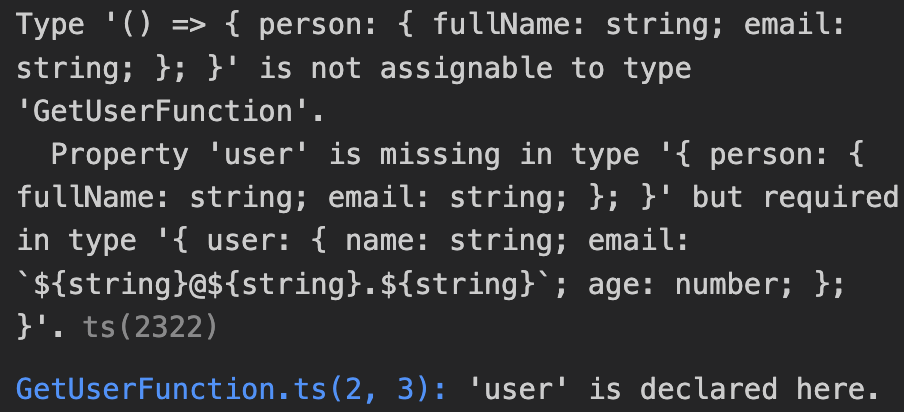 Type '() => { person: { fullName: string; email:
string; }; }' is not assignable to type
'GetUserFunction'.
  Property 'user' is missing in type '{ person: {
fullName: string; email: string; }; }' but required
in type '{ user: { name: string; email:
`${string}@${string}.${string}`; age: number; };
}'. ts(2322)
GetUserFunction.ts(2, 3): 'user' is declared here.